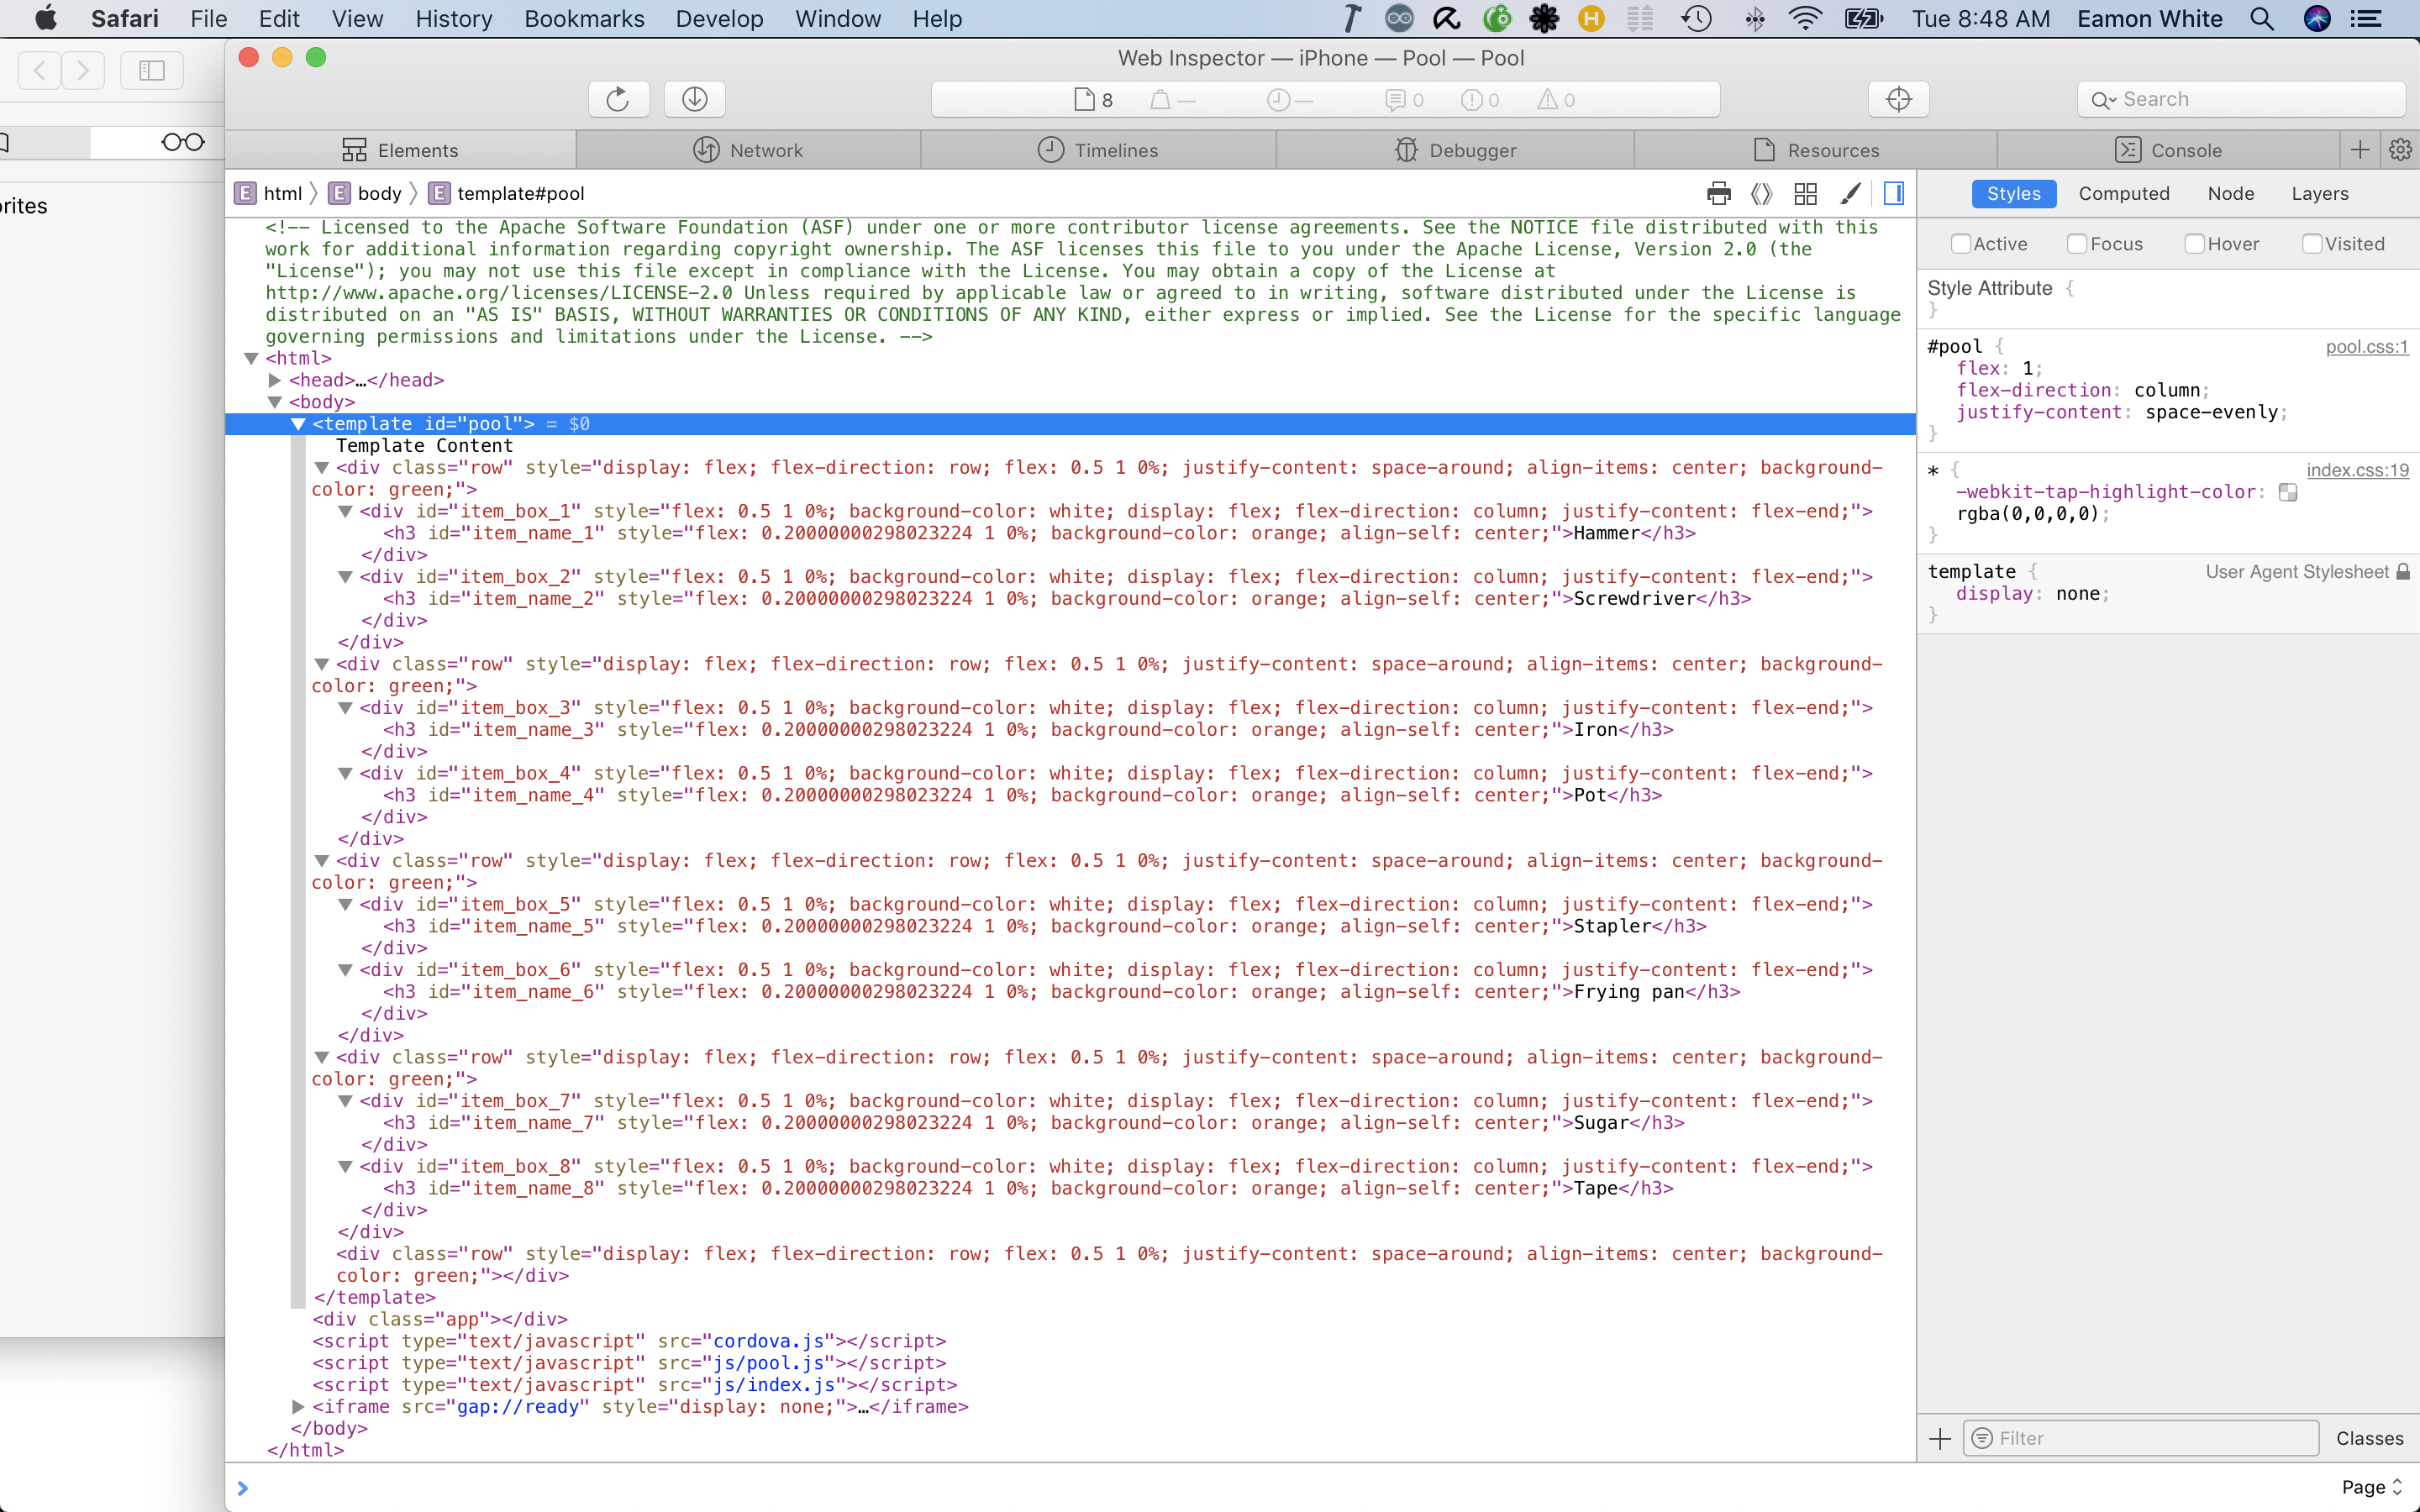 Safari File Edit View History Bookmarks Develop Window Help Tue 8:48 AM Eamon White
Web Inspector — iPhone — Pool — Pool
8 — — 0 0 0 Search
Elements Network Timelines Debugger Resources Console
rites
E html E body E template#pool
Styles Computed Node Layers
Active Focus Hover Visited
<!-- Licensed to the Apache Software Foundation (ASF) under one or more contributor license agreements. See the NOTICE file distributed with this
work for additional information regarding copyright ownership. The ASF licenses this file to you under the Apache License, Version 2.0 (the
"License"); you may not use this file except in compliance with the License. You may obtain a copy of the License at
http://www.apache.org/licenses/LICENSE-2.0 Unless required by applicable law or agreed to in writing, software distributed under the License is
distributed on an "AS IS" BASIS, WITHOUT WARRANTIES OR CONDITIONS OF ANY KIND, either express or implied. See the License for the specific language
governing permissions and limitations under the License. -->
<html>
<head>…</head>
<body>
<template id="pool"> = $0
Template Content
<div class="row" style="display: flex; flex-direction: row; flex: 0.5 1 0%; justify-content: space-around; align-items: center; background-
color: green;">
<div id="item_box_1" style="flex: 0.5 1 0%; background-color: white; display: flex; flex-direction: column; justify-content: flex-end;">
<h3 id="item_name_1" style="flex: 0.20000000298023224 1 0%; background-color: orange; align-self: center;">Hammer</h3>
</div>
<div id="item_box_2" style="flex: 0.5 1 0%; background-color: white; display: flex; flex-direction: column; justify-content: flex-end;">
<h3 id="item_name_2" style="flex: 0.20000000298023224 1 0%; background-color: orange; align-self: center;">Screwdriver</h3>
</div>
</div>
<div class="row" style="display: flex; flex-direction: row; flex: 0.5 1 0%; justify-content: space-around; align-items: center; background-
color: green;">
<div id="item_box_3" style="flex: 0.5 1 0%; background-color: white; display: flex; flex-direction: column; justify-content: flex-end;">
<h3 id="item_name_3" style="flex: 0.20000000298023224 1 0%; background-color: orange; align-self: center;">Iron</h3>
</div>
<div id="item_box_4" style="flex: 0.5 1 0%; background-color: white; display: flex; flex-direction: column; justify-content: flex-end;">
<h3 id="item_name_4" style="flex: 0.20000000298023224 1 0%; background-color: orange; align-self: center;">Pot</h3>
</div>
</div>
<div class="row" style="display: flex; flex-direction: row; flex: 0.5 1 0%; justify-content: space-around; align-items: center; background-
color: green;">
<div id="item_box_5" style="flex: 0.5 1 0%; background-color: white; display: flex; flex-direction: column; justify-content: flex-end;">
<h3 id="item_name_5" style="flex: 0.20000000298023224 1 0%; background-color: orange; align-self: center;">Stapler</h3>
</div>
<div id="item_box_6" style="flex: 0.5 1 0%; background-color: white; display: flex; flex-direction: column; justify-content: flex-end;">
<h3 id="item_name_6" style="flex: 0.20000000298023224 1 0%; background-color: orange; align-self: center;">Frying pan</h3>
</div>
</div>
<div class="row" style="display: flex; flex-direction: row; flex: 0.5 1 0%; justify-content: space-around; align-items: center; background-
color: green;">
<div id="item_box_7" style="flex: 0.5 1 0%; background-color: white; display: flex; flex-direction: column; justify-content: flex-end;">
<h3 id="item_name_7" style="flex: 0.20000000298023224 1 0%; background-color: orange; align-self: center;">Sugar</h3>
</div>
<div id="item_box_8" style="flex: 0.5 1 0%; background-color: white; display: flex; flex-direction: column; justify-content: flex-end;">
<h3 id="item_name_8" style="flex: 0.20000000298023224 1 0%; background-color: orange; align-self: center;">Tape</h3>
</div>
</div>
<div class="row" style="display: flex; flex-direction: row; flex: 0.5 1 0%; justify-content: space-around; align-items: center; background-
color: green;"></div>
</template>
<div class="app"></div>
<script type="text/javascript" src="cordova.js"></script>
<script type="text/javascript" src="js/pool.js"></script>
<script type="text/javascript" src="js/index.js"></script>
<iframe src="gap://ready" style="display: none;">…</iframe>
</body>
</html>
Style Attribute {
}
#pool { pool.css:1
flex: 1;
flex-direction: column;
justify-content: space-evenly;
}
* { index.css:19
-webkit-tap-highlight-color:
rgba(0,0,0,0);
}
template { User Agent Stylesheet
display: none;
}
Filter Classes
Page